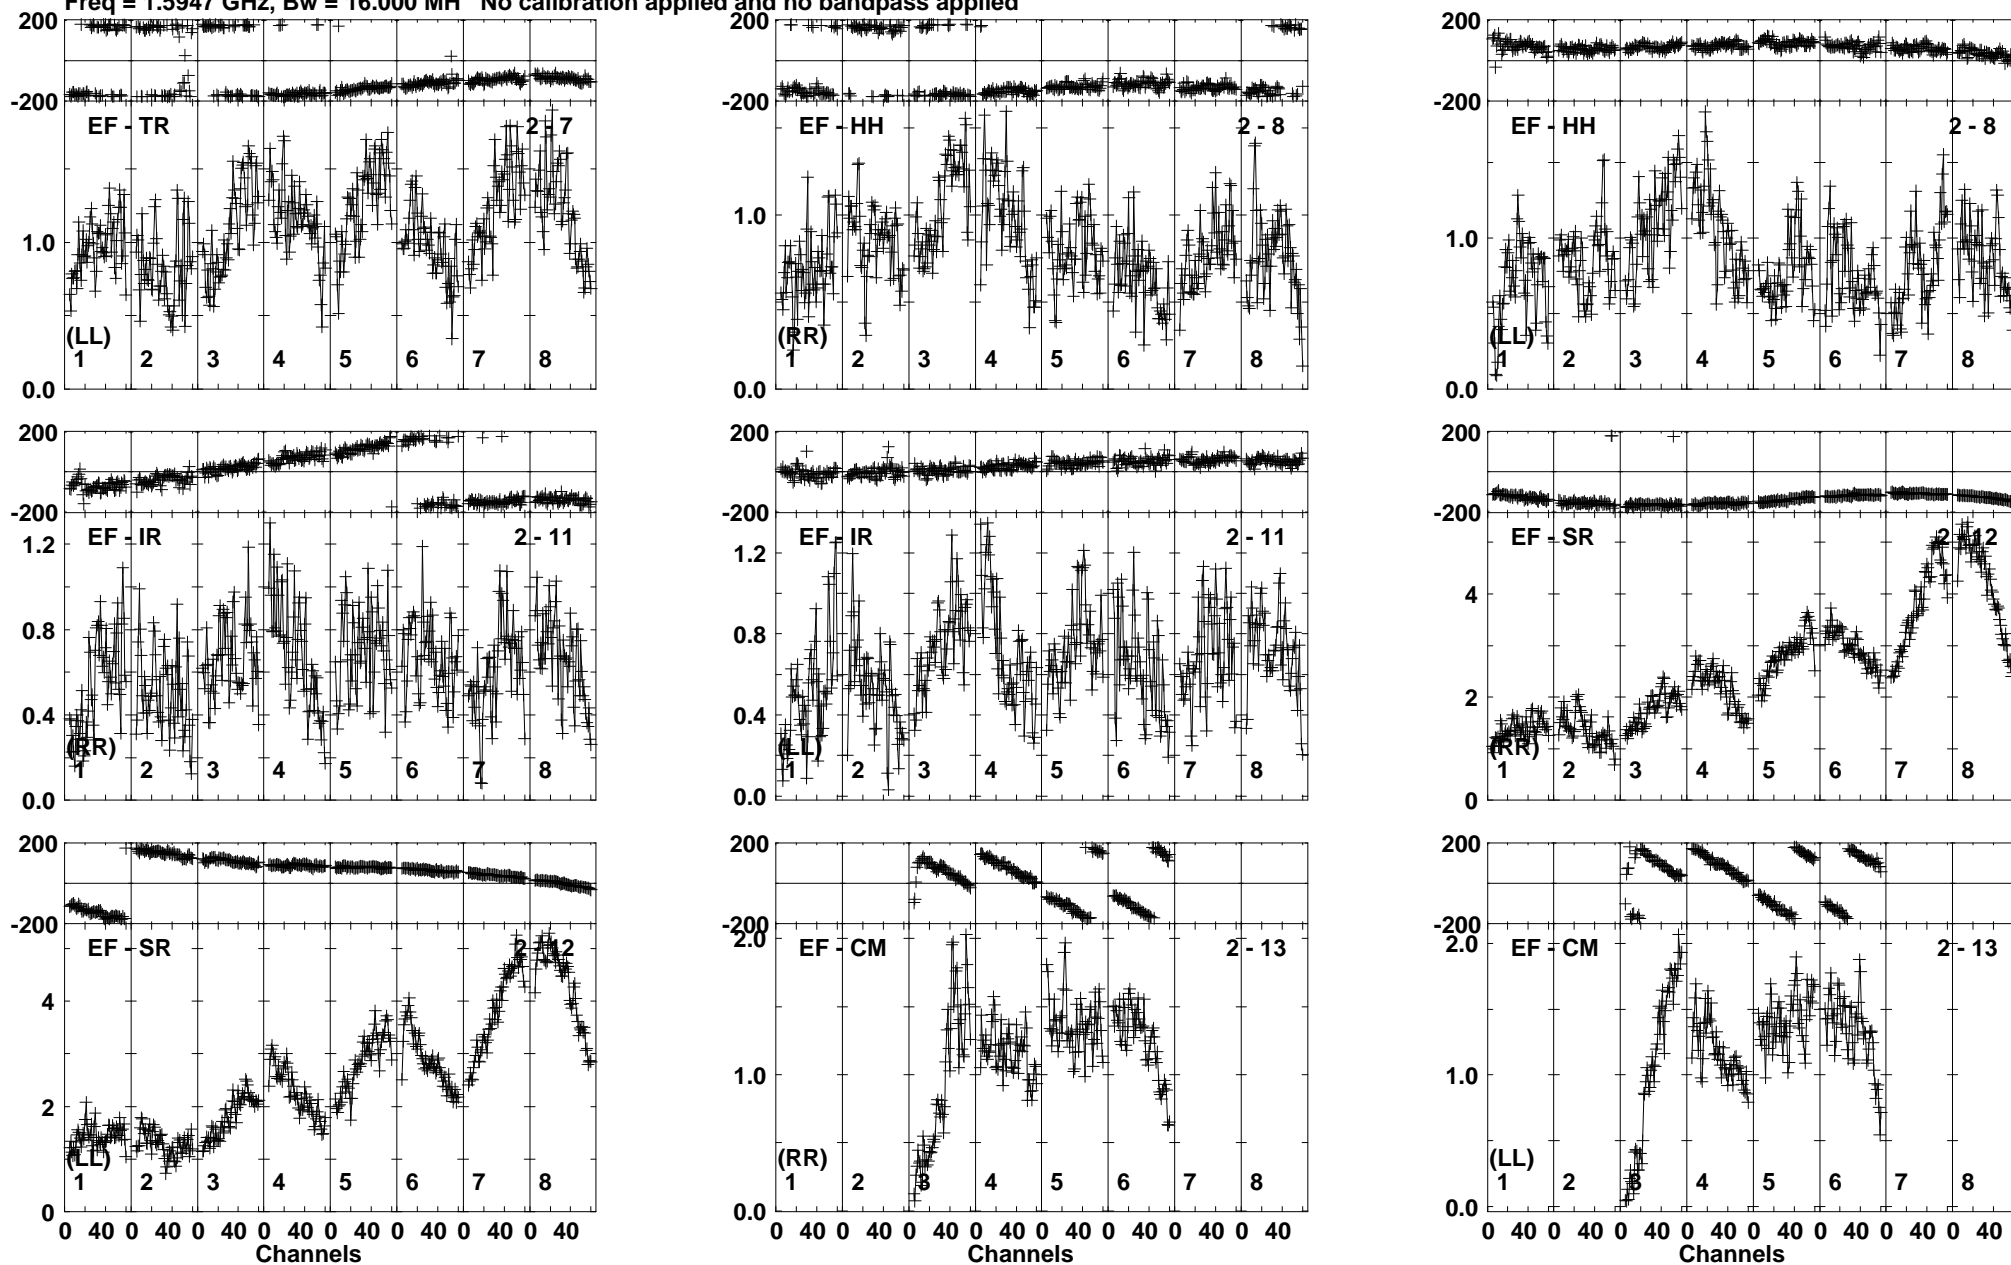 Freq = 1.5947 GHz, Bw = 16.000 MH No calibration applied and no bandpass applied
200 200 200
-200 -200 -200
EF - TR 2 - 7 EF - HH 2 - 8 EF - HH 2 - 8
1.0 1.0 1.0
(LL) (RR) (LL)
1 2 3 4 5 6 7 8 1 2 3 4 5 6 7 8 1 2 3 4 5 6 7 8
0.0 0.0 0.0
200 200 200
-200 -200 -200
EF - IR 2 - 11 EF - IR 2 - 11 EF - SR 2 - 12
1.2 1.2
4
0.8 0.8
2
0.4 0.4
(RR) (LL) (RR)
1 2 3 4 5 6 7 8 1 2 3 4 5 6 7 8 1 2 3 4 5 6 7 8
0.0 0.0 0
200 200 200
-200 -200 -200
2.0 2.0
EF - SR 2 - 12 EF - CM 2 - 13 EF - CM 2 - 13
4
1.0 1.0
2
(LL) (RR) (LL)
1 2 3 4 5 6 7 8 1 2 3 4 5 6 7 8 1 2 3 4 5 6 7 8
0 0.0 0.0
0 40 0 40 0 40 0 40 0 40 0 40 0 40 0 40 0 40 0 40 0 40 0 40 0 40 0 40 0 40 0 40 0 40 0 40 0 40 0 40 0 40 0 40 0 40 0 40
Channels Channels Channels